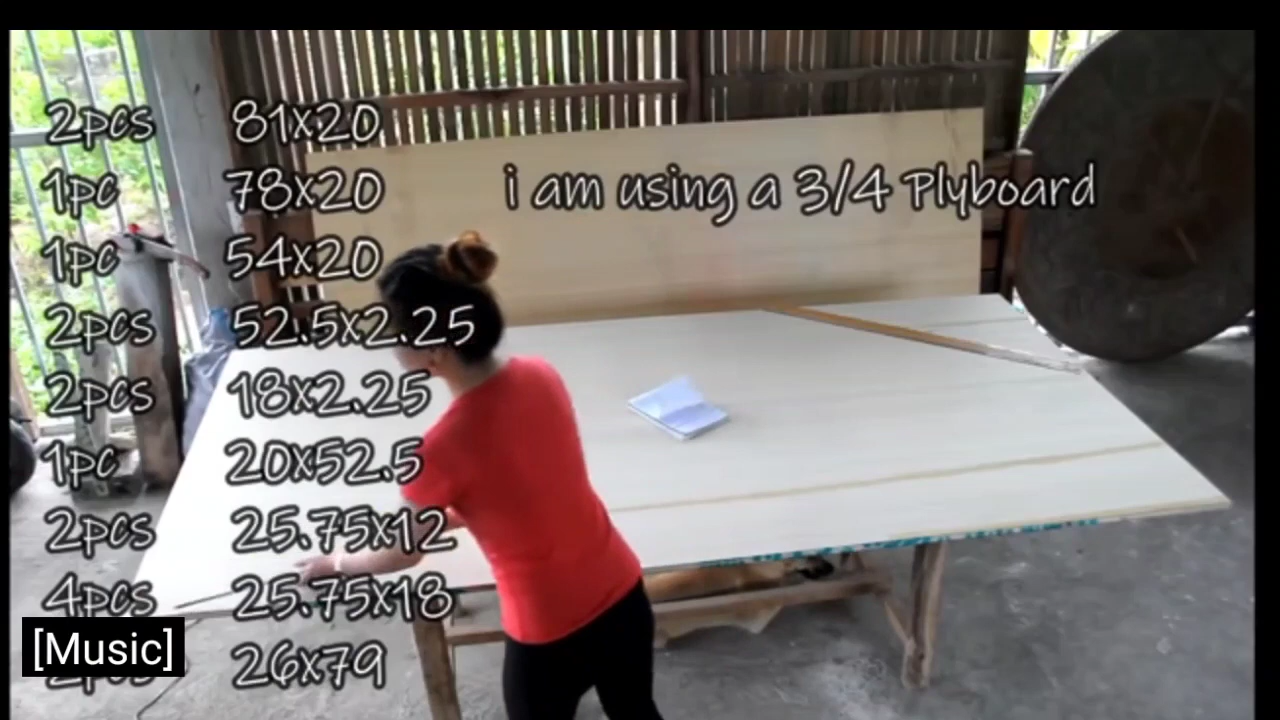 2pcs 81x20
1pc 78x20
i am using a 3/4 Plyboard
1pc 54x20
2pcs 52.5x2.25
2pcs 18x2.25
1pc 20x52.5
2pcs 25.75x12
4pcs 25.75x18
[Music]
2pcs 26x79